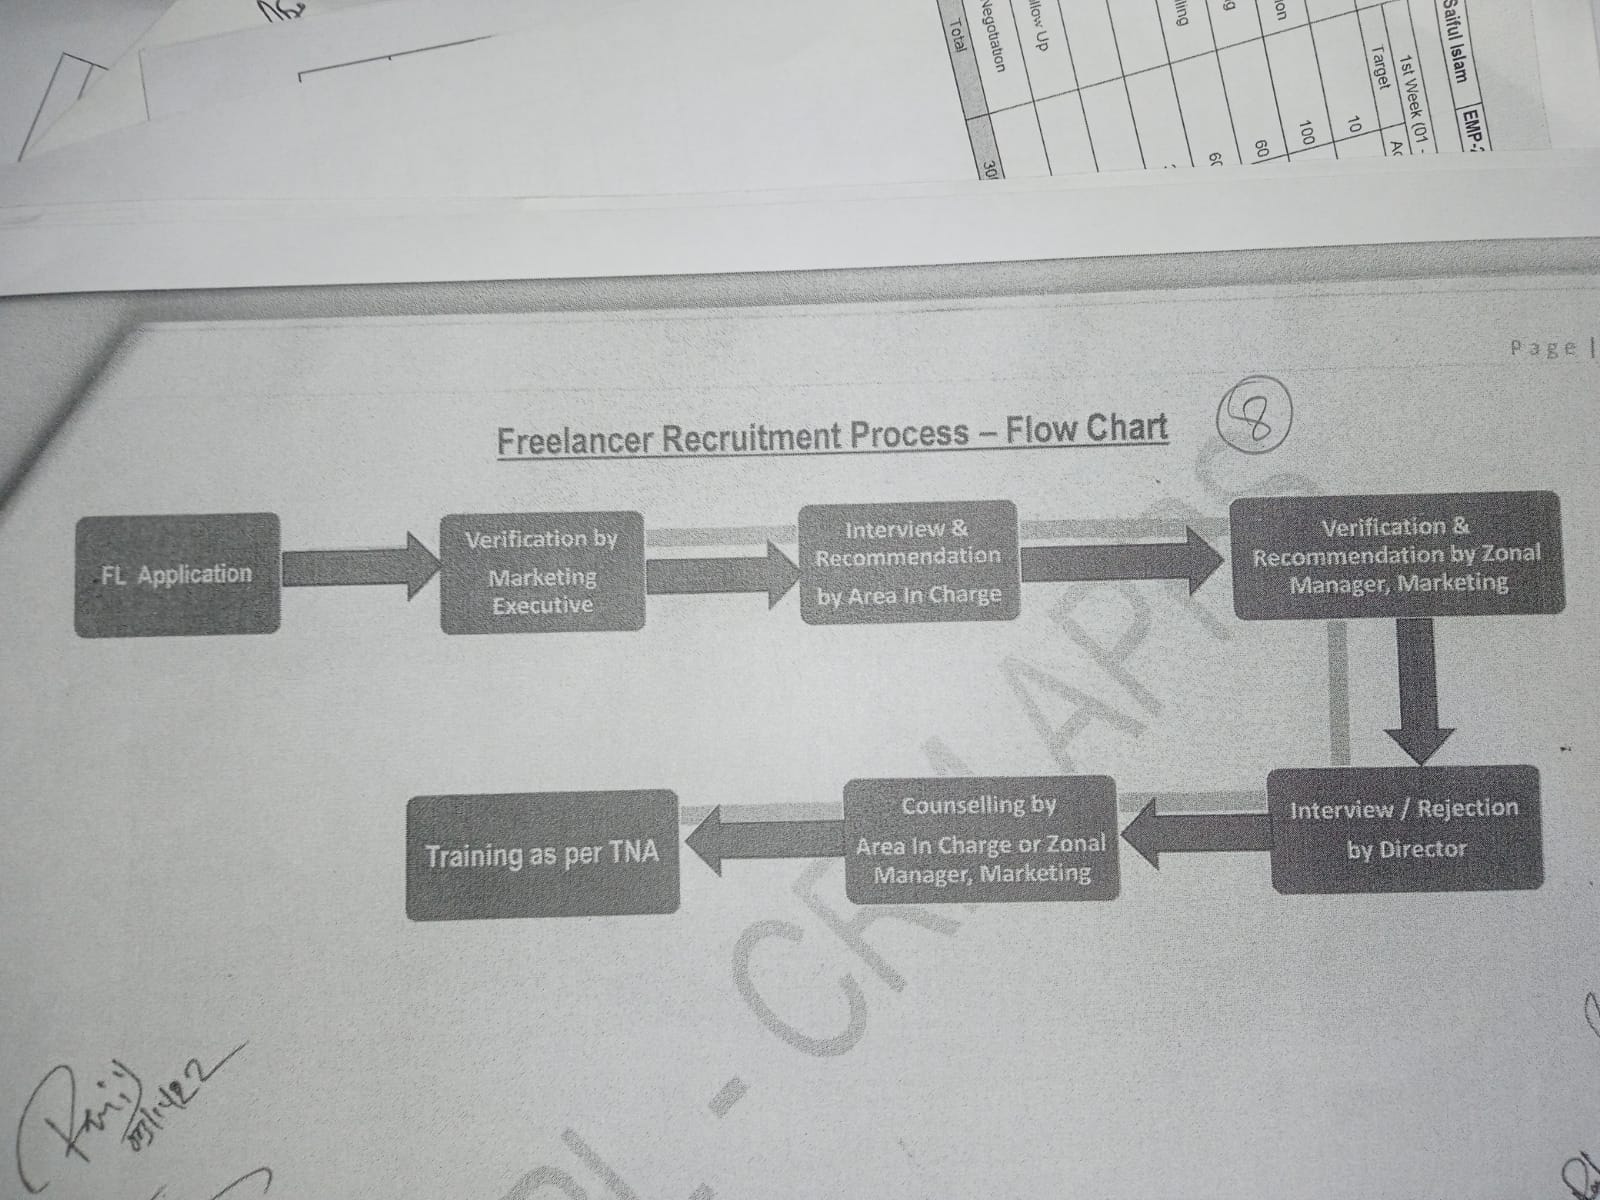 Saiful Islam EMP-
1st Week (01 -
Target
10
100
60
Negotiation
Total
Page |
Freelancer Recruitment Process – Flow Chart
8
FL Application
Verification by
Marketing
Executive
Interview &
Recommendation
by Area In Charge
Verification &
Recommendation by Zonal
Manager, Marketing
Interview / Rejection
by Director
Counselling by
Area In Charge or Zonal
Manager, Marketing
Training as per TNA